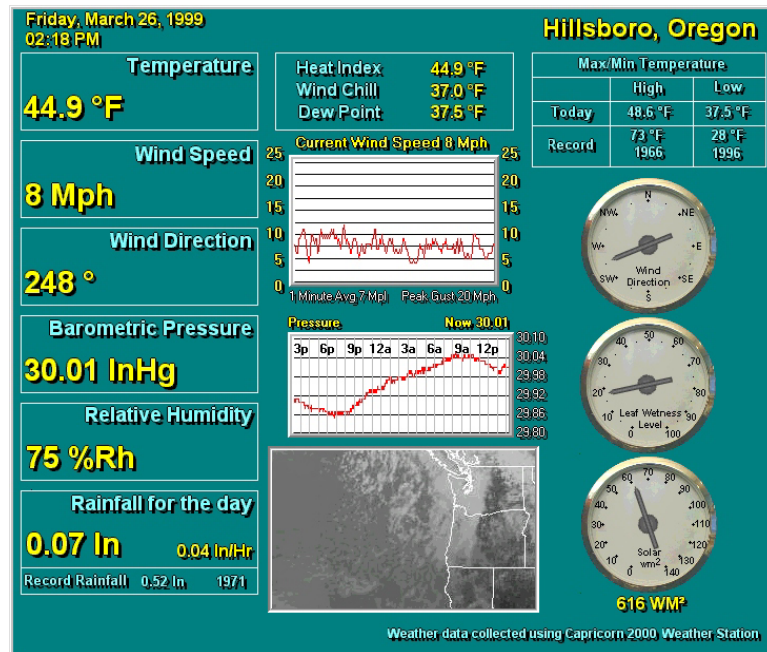 Friday, March 26, 1999
02:18 PM
Hillsboro, Oregon
Temperature
44.9 °F
Wind Speed
8 Mph
Wind Direction
248 °
Barometric Pressure
30.01 InHg
Relative Humidity
75 %Rh
Rainfall for the day
0.07 In 0.04 In/Hr
Record Rainfall 0.52 In 1971
Heat Index 44.9 °F
Wind Chill 37.0 °F
Dew Point 37.5 °F
Current Wind Speed 8 Mph
25 25
20 20
15 15
10 10
5 5
0 0
1 Minute Avg 7 Mpl Peak Gust 20 Mph
Pressure Now 30.01
3p 6p 9p 12a 3a 6a 9a 12p
30.10
30.04
29.98
29.92
29.86
29.80
Max/Min Temperature
High Low
Today 48.6 °F 37.5 °F
Record 73 °F 28 °F
1966 1996
N
NW NE
W E
SW SE
S
Wind
Direction
0 10 20 30 40 50 60 70 80 90 100
Leaf Wetness
Level
0 10 20 30 40 50 60 70 80 90 100 110 120 130 140
Solar
wm2
616 WM²
Weather data collected using Capricorn 2000 Weather Station